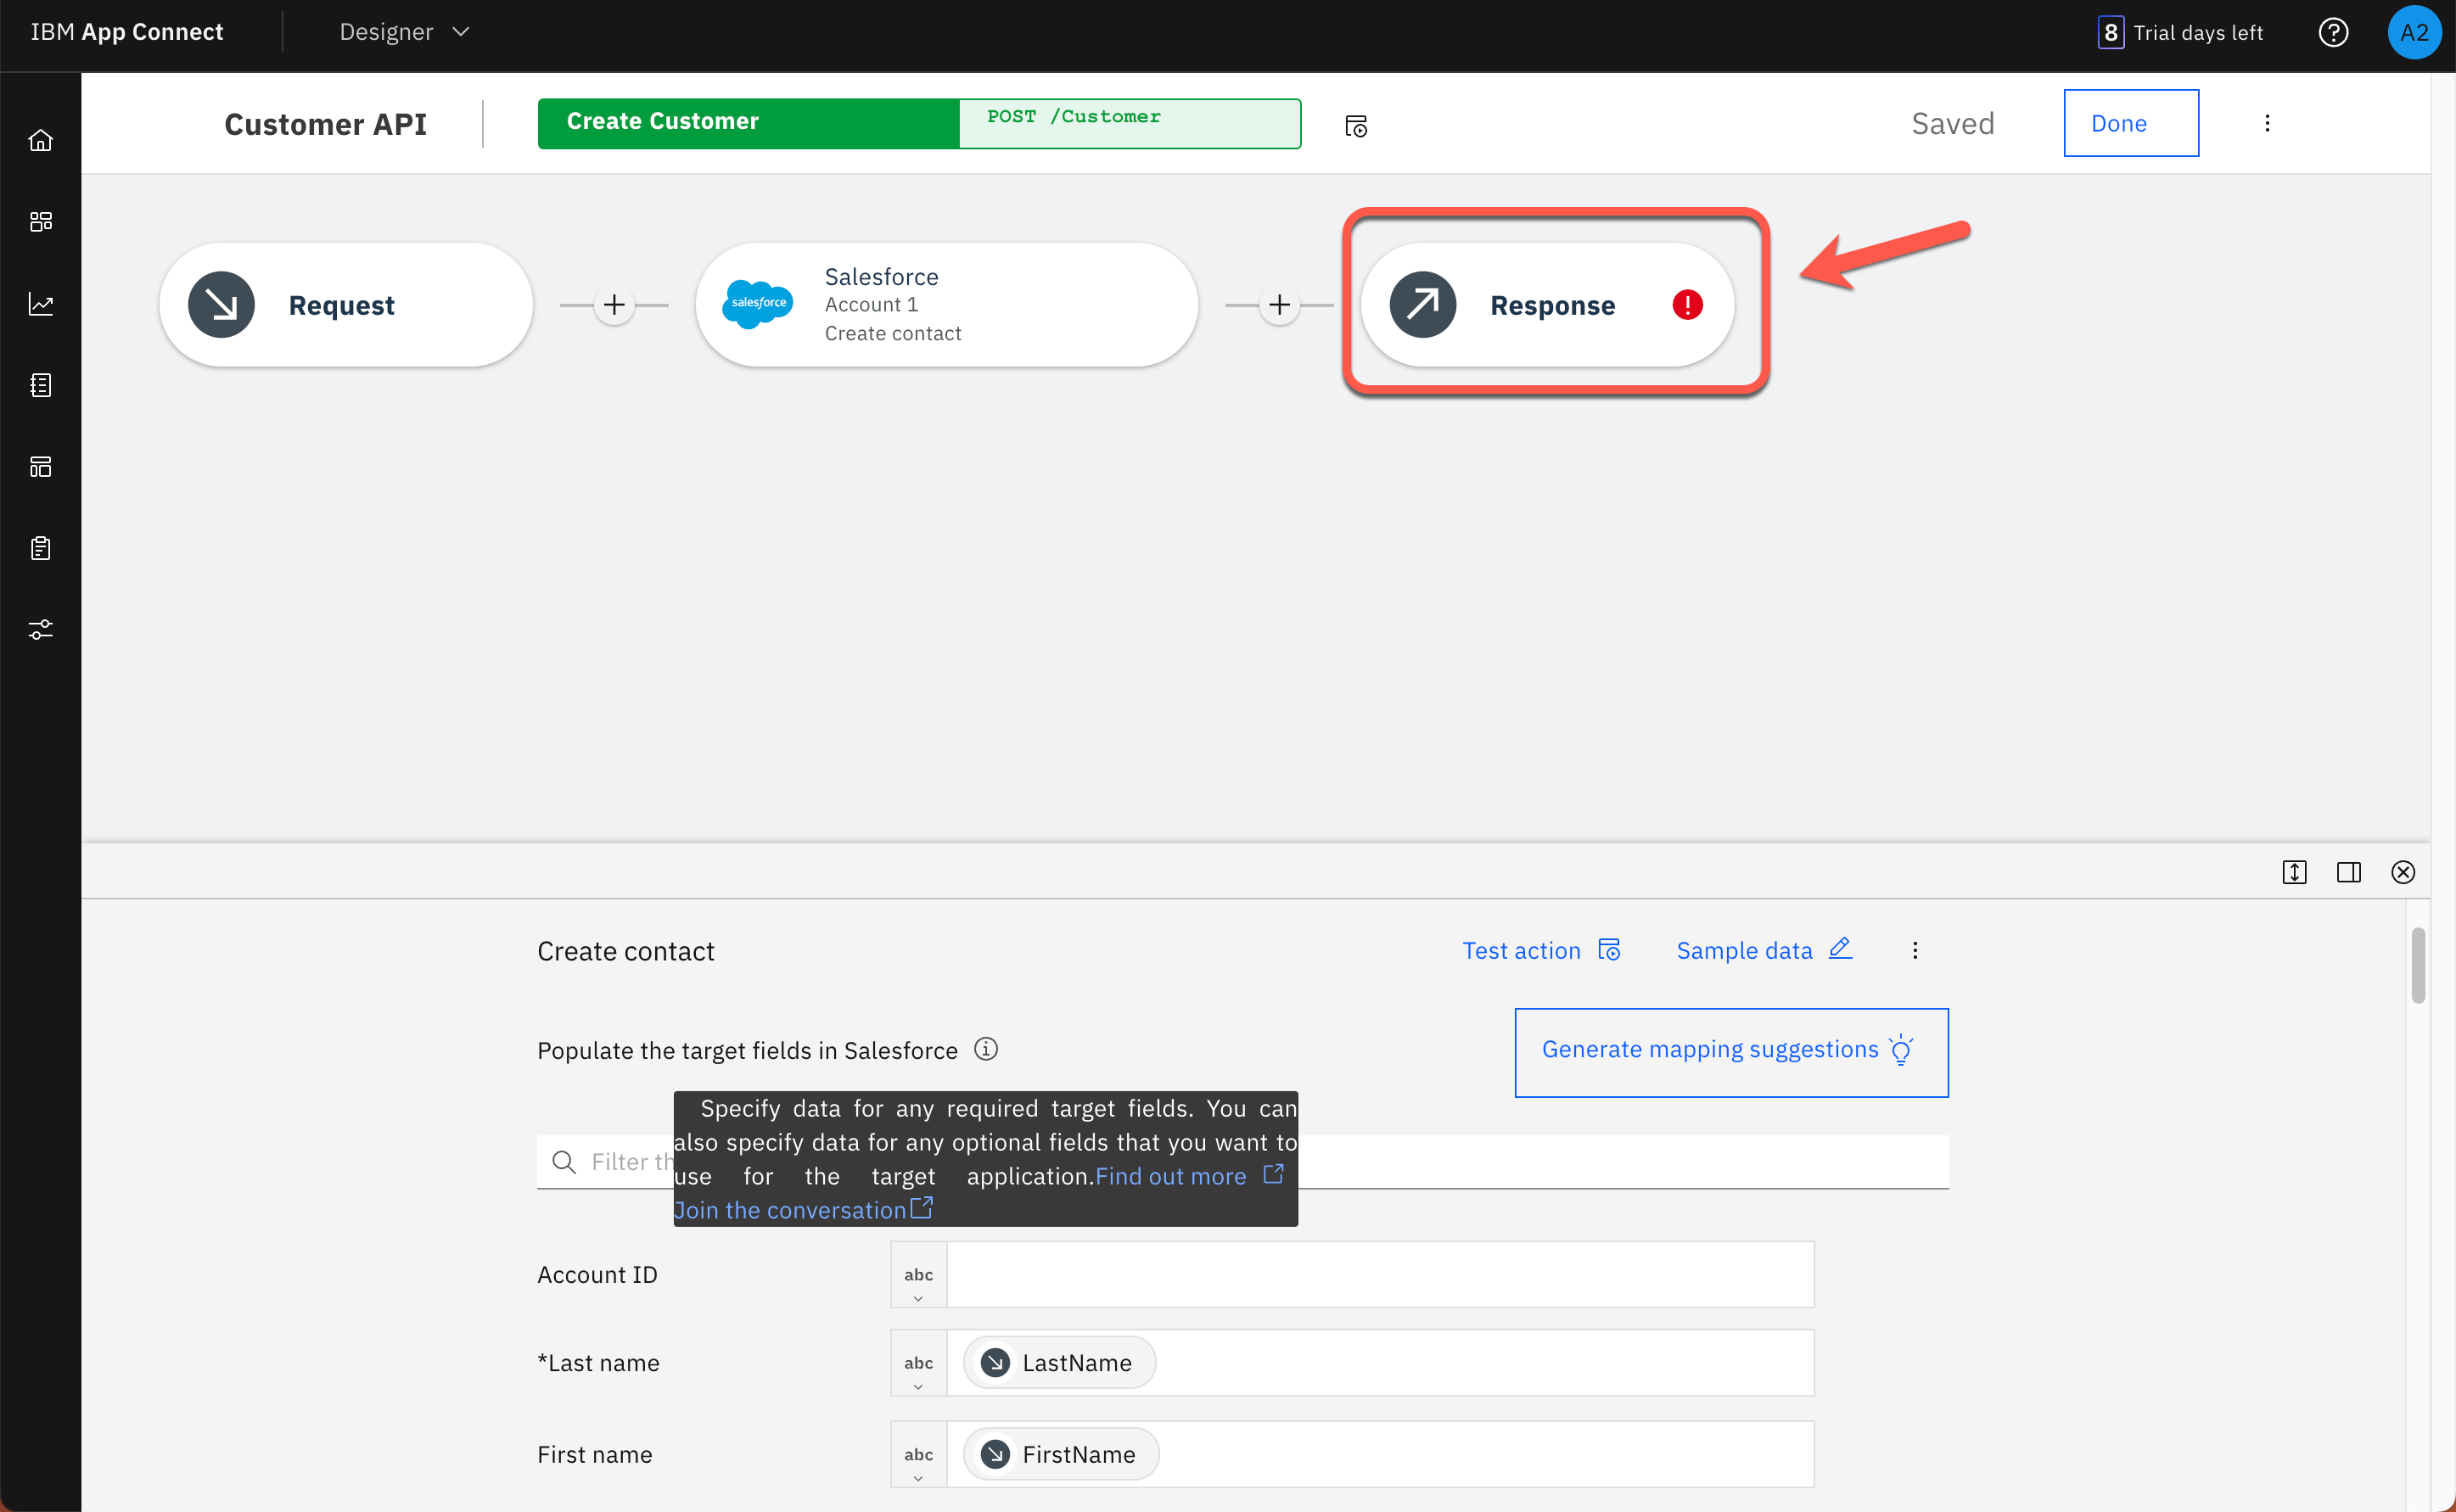 IBM App Connect
Designer
8 Trial days left
A2
Customer API
Create Customer
POST /Customer
Saved
Done
Request
salesforce
Salesforce
Account 1
Create contact
Response
Create contact
Test action
Sample data
Populate the target fields in Salesforce
Generate mapping suggestions
Specify data for any required target fields. You can
also specify data for any optional fields that you want to
use for the target application.Find out more
Join the conversation
Filter
Account ID
abc
*Last name
abc
LastName
First name
abc
FirstName